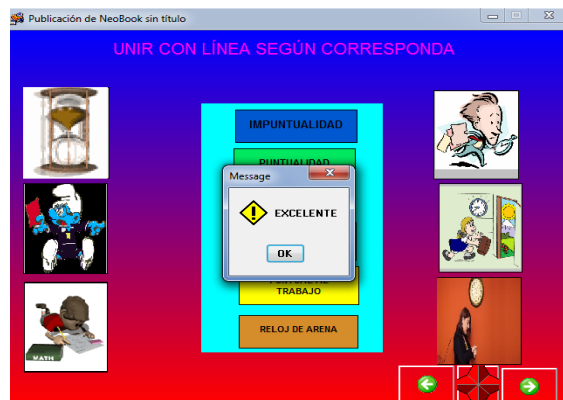 Publicación de NeoBook sin título
UNIR CON LÍNEA SEGÚN CORRESPONDA
IMPUNTUALIDAD
PUNTUALIDAD
Message
EXCELENTE
OK
TRABAJO
RELOJ DE ARENA
MATH